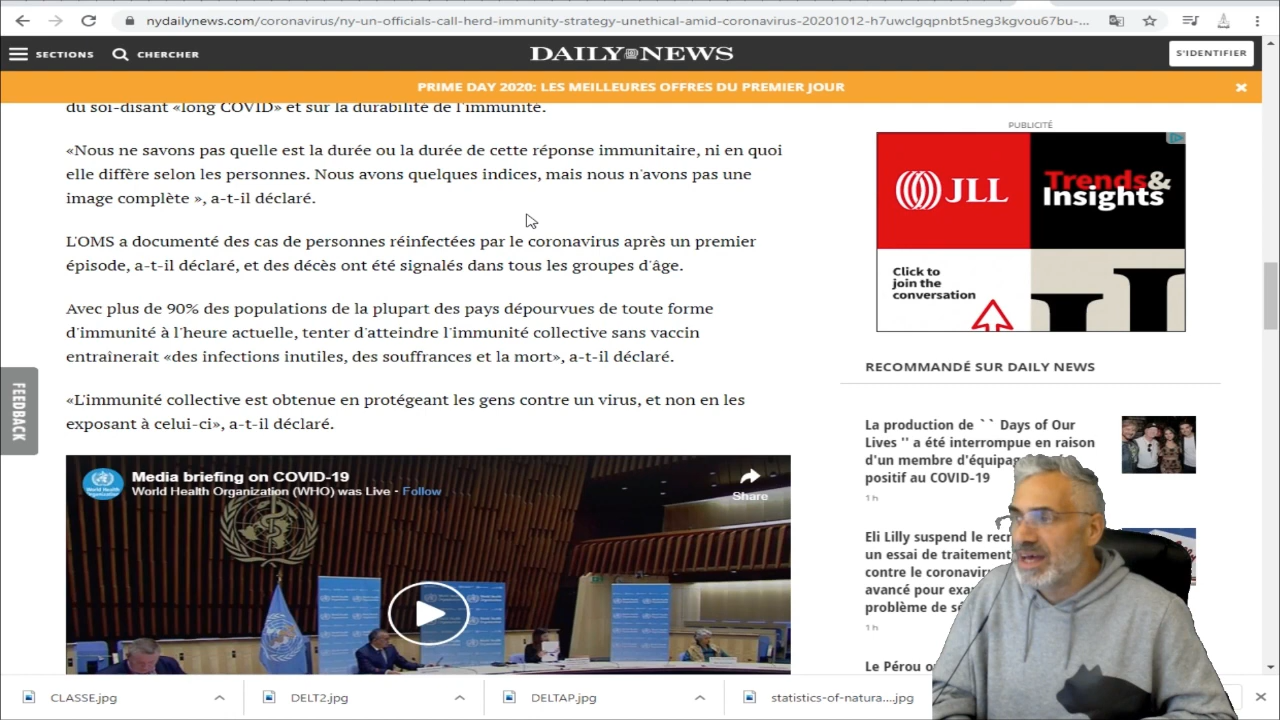 nydailynews.com/coronavirus/ny-un-officials-call-herd-immunity-strategy-unethical-amid-coronavirus-20201012-h7uwclgqpnbt5neg3kgvou67bu-...
SECTIONS
CHERCHER
DAILY NEWS
S'IDENTIFIER
PRIME DAY 2020: LES MEILLEURES OFFRES DU PREMIER JOUR
du soi-disant «long COVID» et sur la durabilité de l'immunité.
«Nous ne savons pas quelle est la durée ou la durée de cette réponse immunitaire, ni en quoi
elle diffère selon les personnes. Nous avons quelques indices, mais nous n'avons pas une
image complète », a-t-il déclaré.
L'OMS a documenté des cas de personnes réinfectées par le coronavirus après un premier
épisode, a-t-il déclaré, et des décès ont été signalés dans tous les groupes d'âge.
Avec plus de 90% des populations de la plupart des pays dépourvues de toute forme
d'immunité à l'heure actuelle, tenter d'atteindre l'immunité collective sans vaccin
entraînerait «des infections inutiles, des souffrances et la mort», a-t-il déclaré.
«L'immunité collective est obtenue en protégeant les gens contre un virus, et non en les
exposant à celui-ci», a-t-il déclaré.
FEEDBACK
Media briefing on COVID-19
World Health Organization (WHO) was Live · Follow
Share
PUBLICITÉ
JLL
Trends&
Insights
Click to
join the
conversation
RECOMMANDÉ SUR DAILY NEWS
La production de `` Days of Our
Lives '' a été interrompue en raison
d'un membre d'équipag
positif au COVID-19
1 h
Eli Lilly suspend le recr
un essai de traitement
contre le coronaviru
avancé pour exa
problème de sé
1 h
Le Pérou o
CLASSE.jpg
DELT2.jpg
DELTAP.jpg
statistics-of-natura....jpg